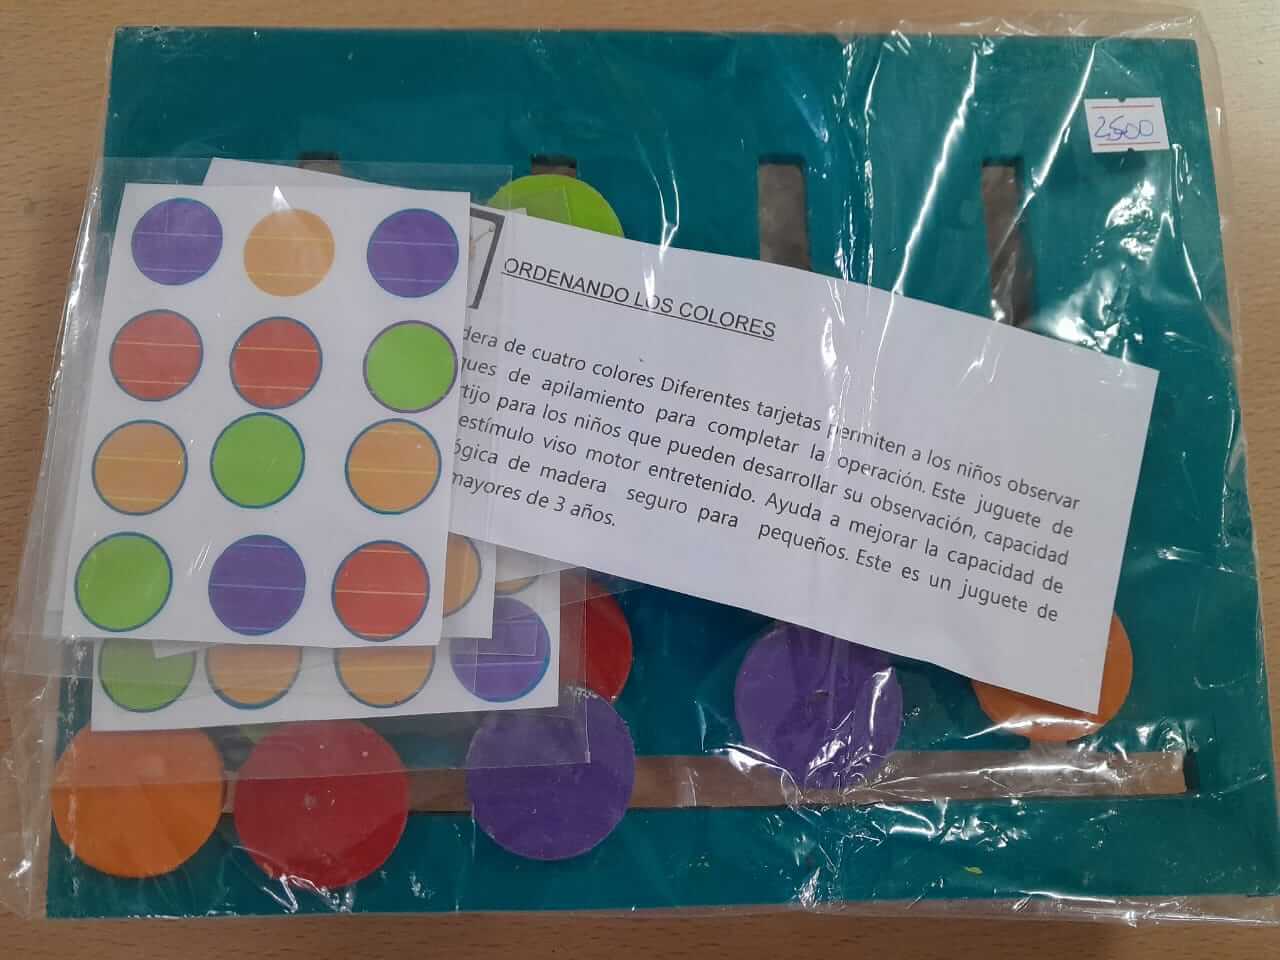 2500
ORDENANDO LOS COLORES
dera de cuatro colores Diferentes tarjetas permiten a los niños observar
ques de apilamiento para completar la operación. Este juguete de
tijo para los niños que pueden desarrollar su observación, capacidad
estímulo viso motor entretenido. Ayuda a mejorar la capacidad de
ógica de madera seguro para pequeños. Este es un juguete de
mayores de 3 años.